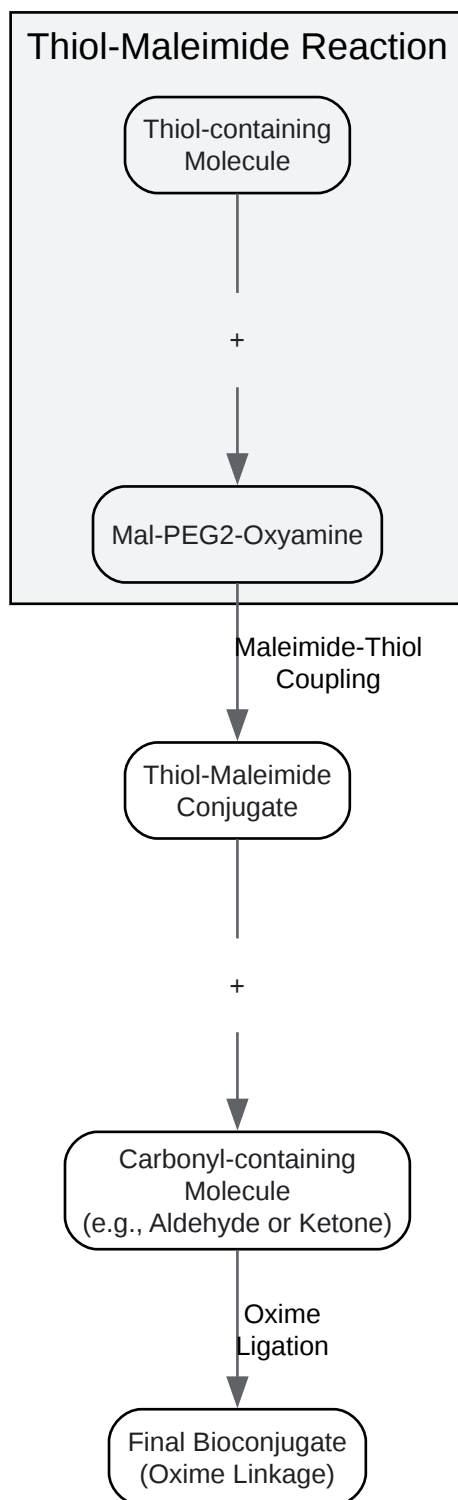 Thiol-Maleimide Reaction
Thiol-containing
Molecule
+
Mal-PEG2-Oxyamine
Maleimide-Thiol
Coupling
Thiol-Maleimide
Conjugate
+
Carbonyl-containing
Molecule
(e.g., Aldehyde or Ketone)
Oxime
Ligation
Final Bioconjugate
(Oxime Linkage)